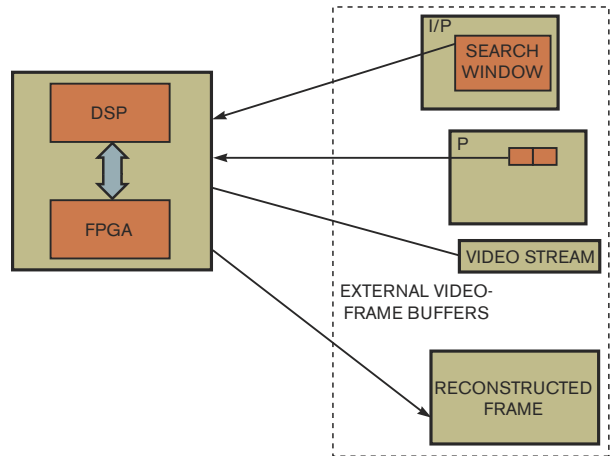 DSP
FPGA
I/P
SEARCH
WINDOW
P
VIDEO STREAM
EXTERNAL VIDEO-
FRAME BUFFERS
RECONSTRUCTED
FRAME